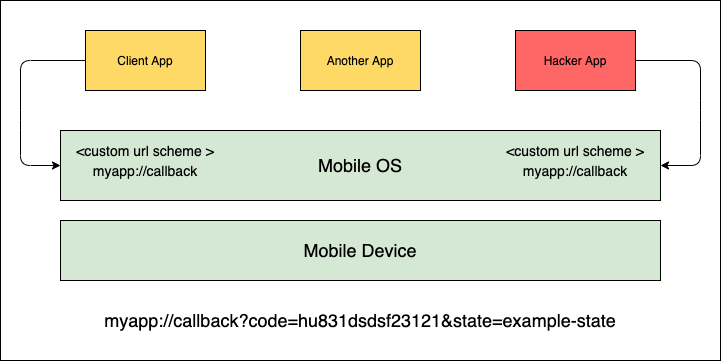 Client App
Another App
Hacker App
<custom url scheme >
myapp://callback
Mobile OS
<custom url scheme >
myapp://callback
Mobile Device
myapp://callback?code=hu831dsdsf23121&state=example-state